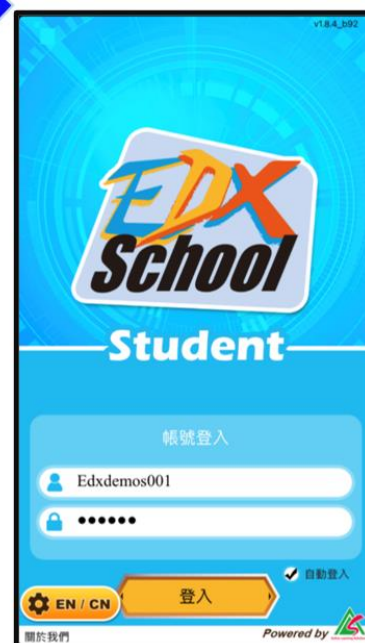 v1.8.4_b92
EDX
School
Student
帳號登入
Edxdemos001
••••••
自動登入
EN / CN
登入
關於我們
Powered by